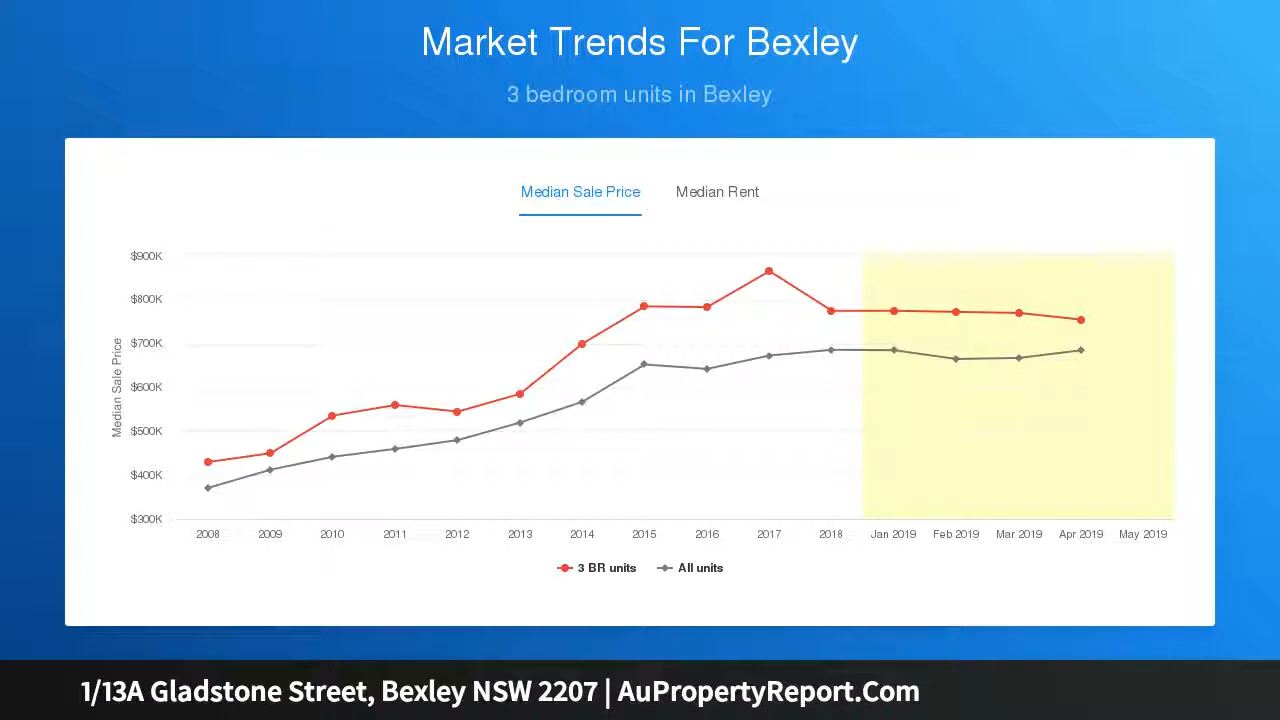 Market Trends For Bexley
3 bedroom units in Bexley
Median Sale Price Median Rent
Median Sale Price
$900K
$800K
$700K
$600K
$500K
$400K
$300K
2008 2009 2010 2011 2012 2013 2014 2015 2016 2017 2018 Jan 2019 Feb 2019 Mar 2019 Apr 2019 May 2019
3 BR units All units
1/13A Gladstone Street, Bexley NSW 2207 | AuPropertyReport.Com